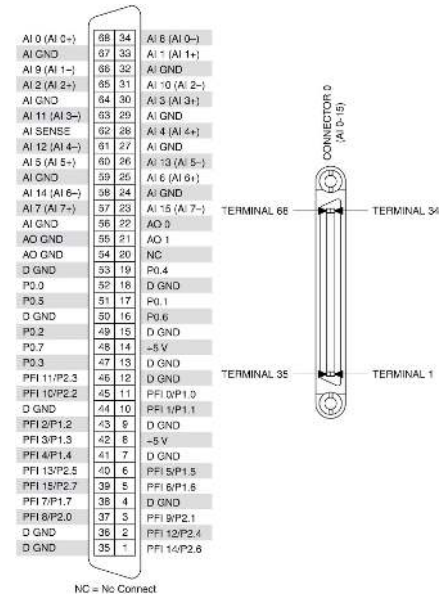 AI 0 (AI 0+) 68 34 AI 8 (AI 0–)
AI GND 67 33 AI 1 (AI 1+)
AI 9 (AI 1–) 66 32 AI GND
AI 2 (AI 2+) 65 31 AI 10 (AI 2–)
AI GND 64 30 AI 3 (AI 3+)
AI 11 (AI 3–) 63 29 AI GND
AI SENSE 62 28 AI 4 (AI 4+)
AI 12 (AI 4–) 61 27 AI GND
AI 5 (AI 5+) 60 26 AI 13 (AI 5–)
AI GND 59 25 AI 6 (AI 6+)
AI 14 (AI 6–) 58 24 AI GND
AI 7 (AI 7+) 57 23 AI 15 (AI 7–)
AI GND 56 22 AO 0
AO GND 55 21 AO 1
AO GND 54 20 NC
D GND 53 19 P0.4
P0.0 52 18 D GND
P0.5 51 17 P0.1
D GND 50 16 P0.6
P0.2 49 15 D GND
P0.7 48 14 +5 V
P0.3 47 13 D GND
PFI 11/P2.3 46 12 D GND
PFI 10/P2.2 45 11 PFI 0/P1.0
D GND 44 10 PFI 1/P1.1
PFI 2/P1.2 43 9 D GND
PFI 3/P1.3 42 8 +5 V
PFI 4/P1.4 41 7 D GND
PFI 13/P2.5 40 6 PFI 5/P1.5
PFI 15/P2.7 39 5 PFI 6/P1.6
PFI 7/P1.7 38 4 D GND
PFI 8/P2.0 37 3 PFI 9/P2.1
D GND 36 2 PFI 12/P2.4
D GND 35 1 PFI 14/P2.6
NC = No Connect
CONNECTOR 0
(AI 0-15)
TERMINAL 68
TERMINAL 34
TERMINAL 35
TERMINAL 1